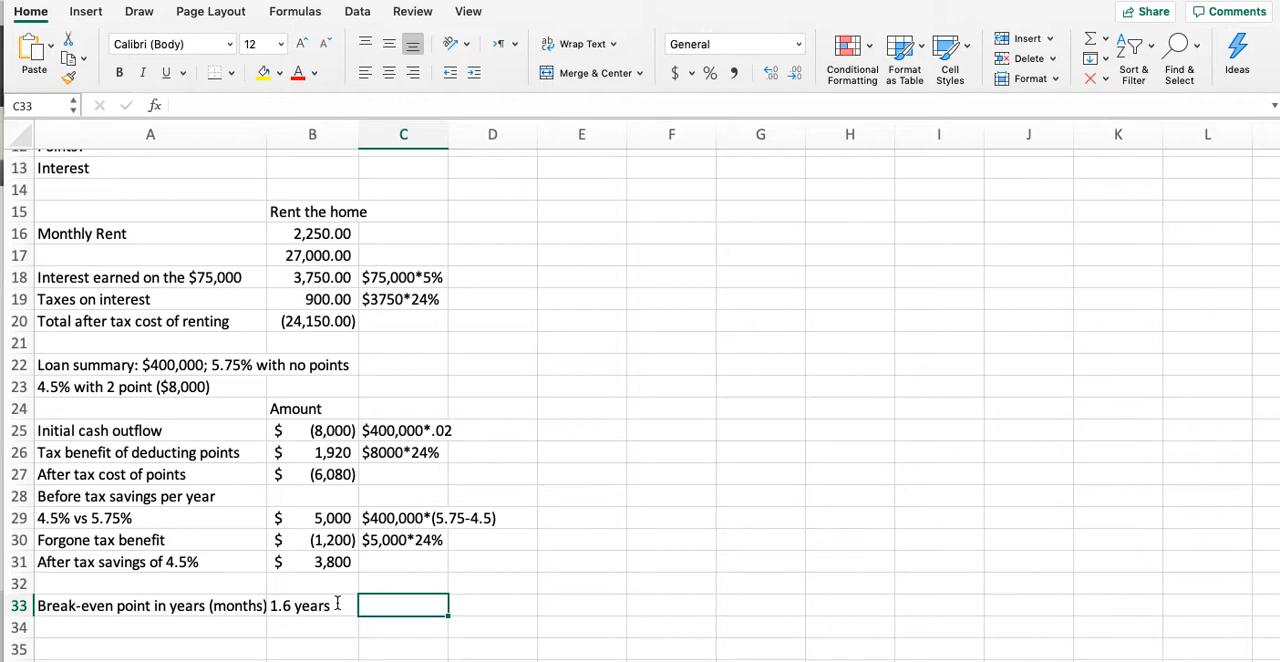 Home Insert Draw Page Layout Formulas Data Review View Share Comments
Calibri (Body) 12 Wrap Text General Insert
Paste B I U Merge & Center $ % Conditional Formatting Format as Table Cell Styles Delete Format Sort & Filter Find & Select Ideas
C33 fx
A B C D E F G H I J K L
13 Interest
14
15 Rent the home
16 Monthly Rent 2,250.00
17 27,000.00
18 Interest earned on the $75,000 3,750.00 $75,000*5%
19 Taxes on interest 900.00 $3750*24%
20 Total after tax cost of renting (24,150.00)
21
22 Loan summary: $400,000; 5.75% with no points
23 4.5% with 2 point ($8,000)
24 Amount
25 Initial cash outflow $ (8,000) $400,000*.02
26 Tax benefit of deducting points $ 1,920 $8000*24%
27 After tax cost of points $ (6,080)
28 Before tax savings per year
29 4.5% vs 5.75% $ 5,000 $400,000*(5.75-4.5)
30 Forgone tax benefit $ (1,200) $5,000*24%
31 After tax savings of 4.5% $ 3,800
32
33 Break-even point in years (months) 1.6 years
34
35